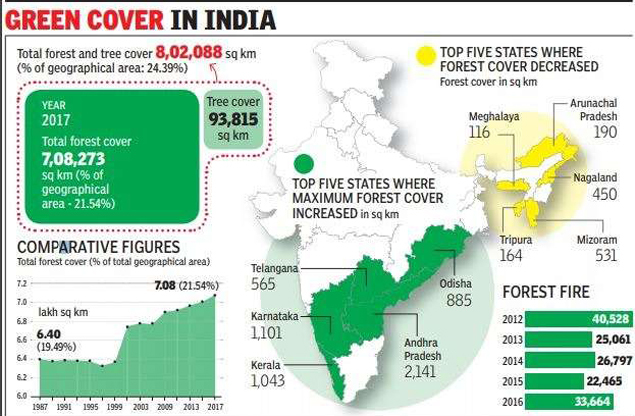 GREEN COVER IN INDIA
Total forest and tree cover 8,02,088 sq km
(% of geographical area: 24.39%)
YEAR
2017
Total forest cover
7,08,273
sq km (% of
geographical
area - 21.54%)
Tree cover
93,815
sq km
TOP FIVE STATES WHERE
FOREST COVER DECREASED
Forest cover in sq km
Meghalaya
116
Arunachal
Pradesh
190
Nagaland
450
Tripura
164
Mizoram
531
TOP FIVE STATES WHERE
MAXIMUM FOREST COVER
INCREASED in sq km
Telangana
565
Karnataka
1,101
Kerala
1,043
Odisha
885
Andhra
Pradesh
2,141
COMPARATIVE FIGURES
Total forest cover (% of total geographical area)
7.2
7.0
6.8
6.6
6.4
6.2
6.0
lakh sq km
6.40
(19.49%)
7.08 (21.54%)
1987 1991 1995 1999 2003 2009 2013 2017
FOREST FIRE
2012 40,528
2013 25,061
2014 26,797
2015 22,465
2016 33,664